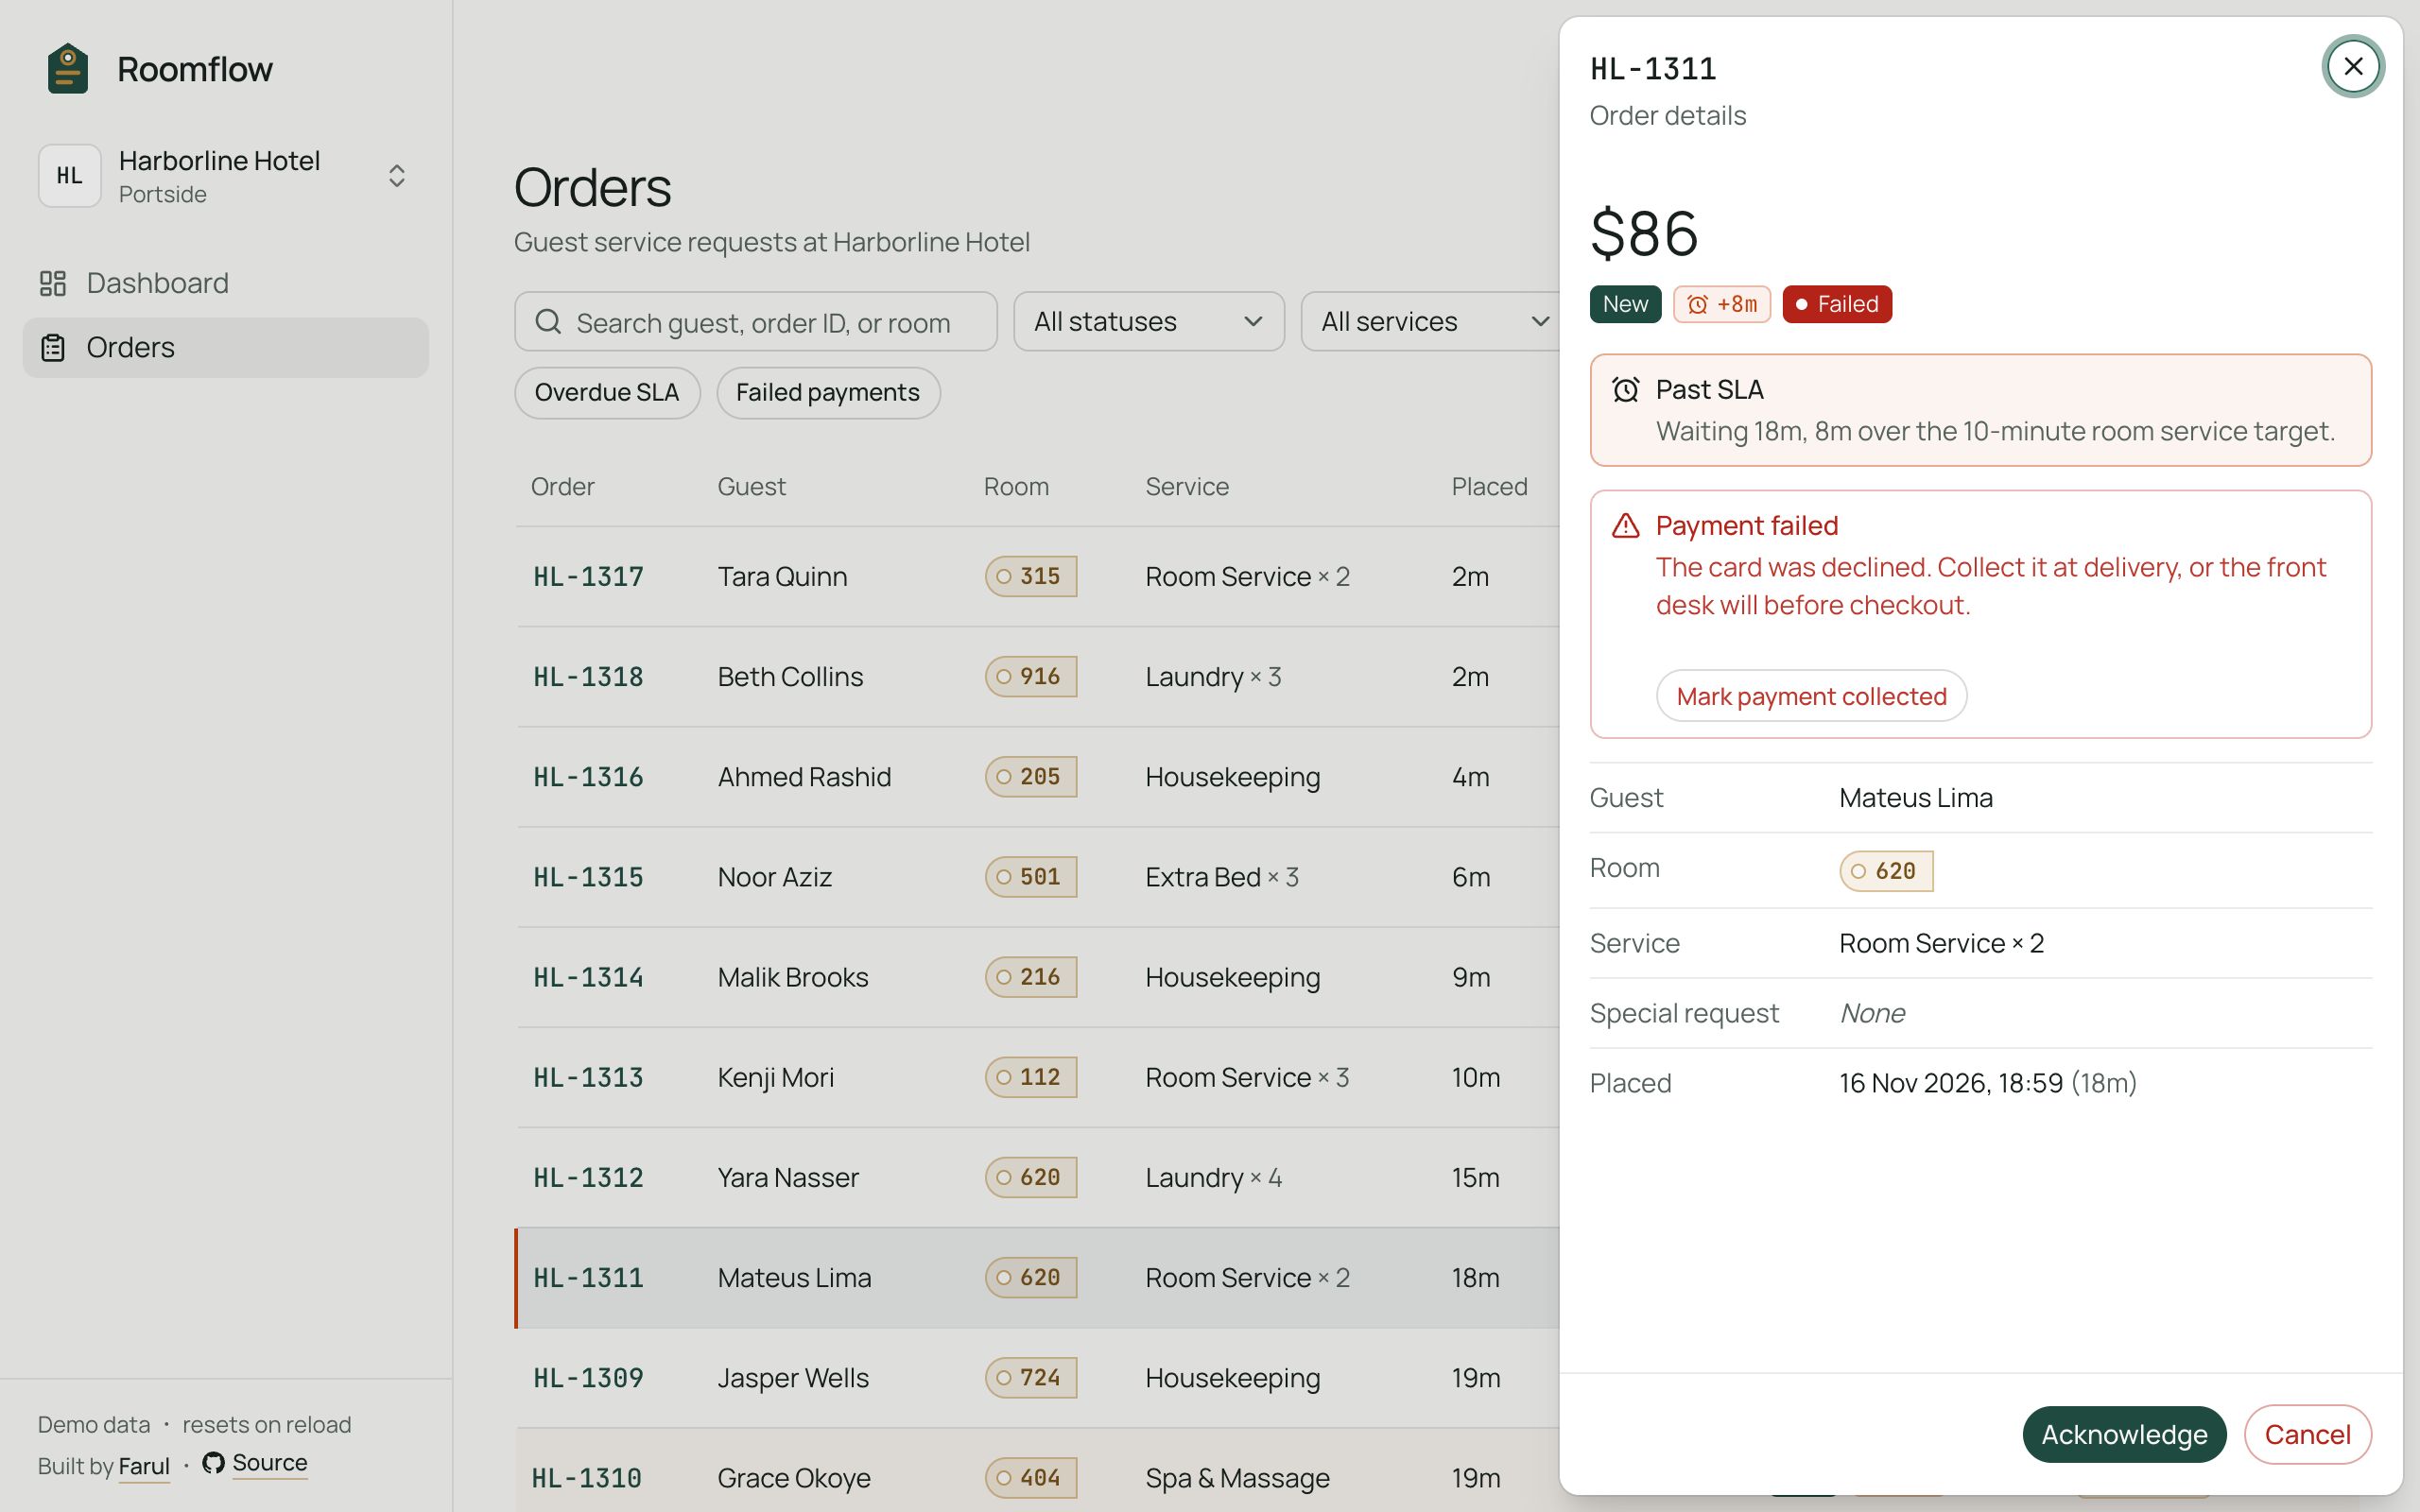 Roomflow
HL
Harborline Hotel
Portside
Dashboard
Orders
Demo data · resets on reload
Built by Farul · Source
Orders
Guest service requests at Harborline Hotel
Search guest, order ID, or room
All statuses
All services
Overdue SLA
Failed payments
Order Guest Room Service Placed
HL-1317 Tara Quinn 315 Room Service × 2 2m
HL-1318 Beth Collins 916 Laundry × 3 2m
HL-1316 Ahmed Rashid 205 Housekeeping 4m
HL-1315 Noor Aziz 501 Extra Bed × 3 6m
HL-1314 Malik Brooks 216 Housekeeping 9m
HL-1313 Kenji Mori 112 Room Service × 3 10m
HL-1312 Yara Nasser 620 Laundry × 4 15m
HL-1311 Mateus Lima 620 Room Service × 2 18m
HL-1309 Jasper Wells 724 Housekeeping 19m
HL-1310 Grace Okoye 404 Spa & Massage 19m
HL-1311
Order details
$86
New +8m Failed
Past SLA
Waiting 18m, 8m over the 10-minute room service target.
Payment failed
The card was declined. Collect it at delivery, or the front
desk will before checkout.
Mark payment collected
Guest Mateus Lima
Room 620
Service Room Service × 2
Special request None
Placed 16 Nov 2026, 18:59 (18m)
Acknowledge Cancel